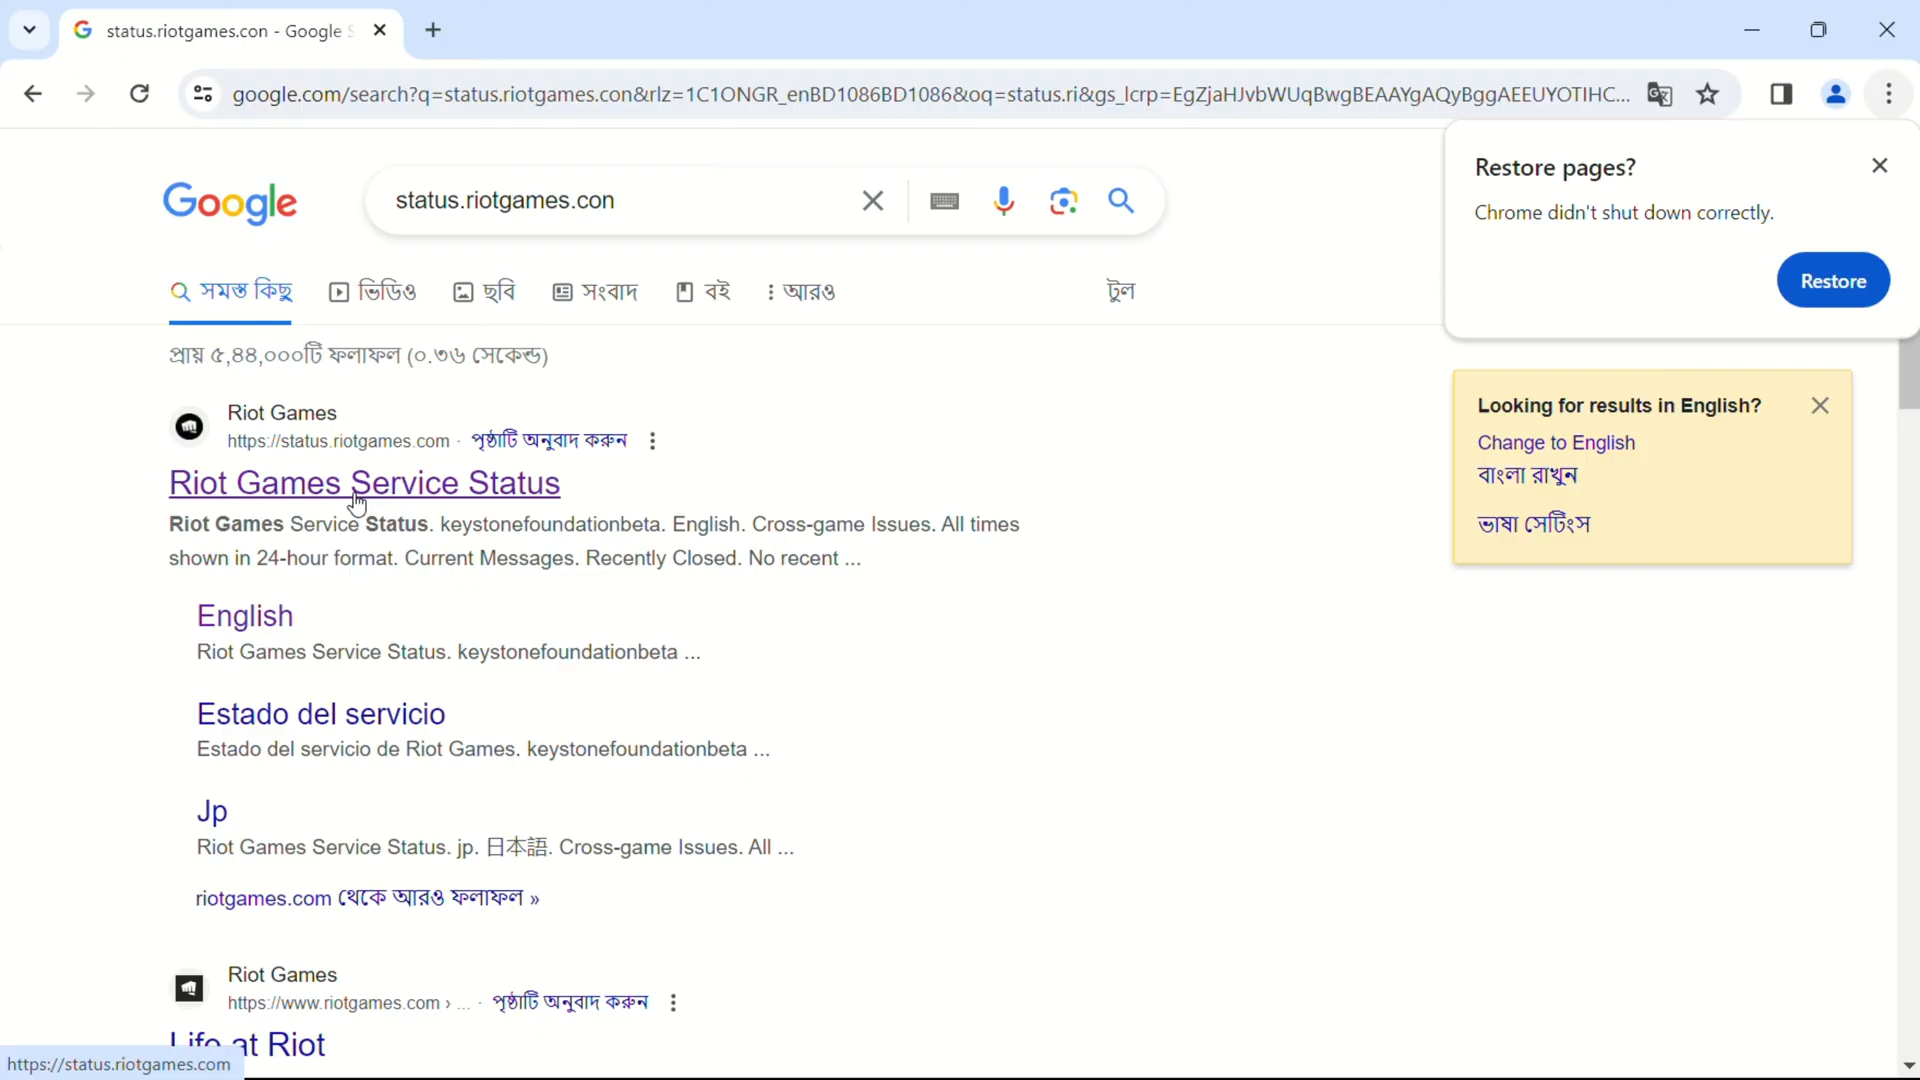 status.riotgames.con - Google S
google.com/search?q=status.riotgames.con&rlz=1C1ONGR_enBD1086BD1086&oq=status.ri&gs_lcrp=EgZjaHJvbWUqBwgBEAAYgAQyBggAEEUYOTIHC...
Restore pages?
Chrome didn't shut down correctly.
Restore
Google
status.riotgames.con
সমস্ত কিছু ভিডিও ছবি সংবাদ বই আরও টুল
প্রায় ৫,৪৪,০০০টি ফলাফল (০.৩৬ সেকেন্ড)
Looking for results in English?
Change to English
বাংলা রাখুন
ভাষা সেটিংস
Riot Games
https://status.riotgames.com · পৃষ্ঠাটি অনুবাদ করুন
Riot Games Service Status
Riot Games Service Status. keystonefoundationbeta. English. Cross-game Issues. All times
shown in 24-hour format. Current Messages. Recently Closed. No recent ...
English
Riot Games Service Status. keystonefoundationbeta ...
Estado del servicio
Estado del servicio de Riot Games. keystonefoundationbeta ...
Jp
Riot Games Service Status. jp. 日本語. Cross-game Issues. All ...
riotgames.com থেকে আরও ফলাফল »
Riot Games
https://www.riotgames.com › ... · পৃষ্ঠাটি অনুবাদ করুন
Life at Riot
https://status.riotgames.com